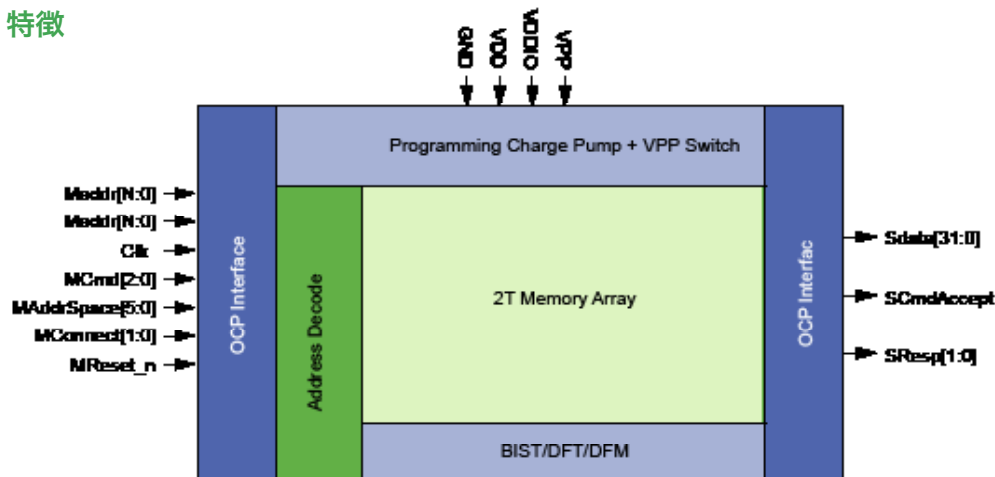 特徴
GND
VDD
VDDIO
VPP
Programming Charge Pump + VPP Switch
Maddr[N:0]
Maddr[N:0]
Clk
MCmd[2:0]
MAddrSpace[5:0]
MConnect[1:0]
MReset_n
OCP Interface
Address Decode
2T Memory Array
BIST/DFT/DFM
OCP Interfac
Sdata[31:0]
SCmdAccept
SResp[1:0]